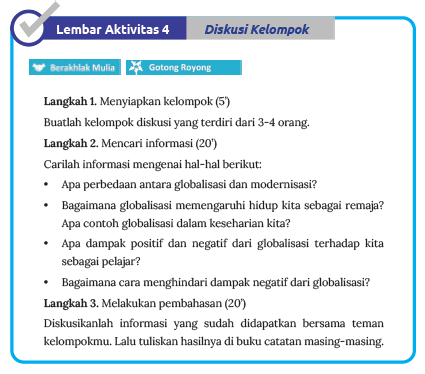 Lembar Aktivitas 4
Diskusi Kelompok
Berakhlak Mulia
Gotong Royong
Langkah 1. Menyiapkan kelompok (5’)
Buatlah kelompok diskusi yang terdiri dari 3-4 orang.
Langkah 2. Mencari informasi (20’)
Carilah informasi mengenai hal-hal berikut:
• Apa perbedaan antara globalisasi dan modernisasi?
• Bagaimana globalisasi memengaruhi hidup kita sebagai remaja?
Apa contoh globalisasi dalam keseharian kita?
• Apa dampak positif dan negatif dari globalisasi terhadap kita
sebagai pelajar?
• Bagaimana cara menghindari dampak negatif dari globalisasi?
Langkah 3. Melakukan pembahasan (20’)
Diskusikanlah informasi yang sudah didapatkan bersama teman
kelompokmu. Lalu tuliskan hasilnya di buku catatan masing-masing.